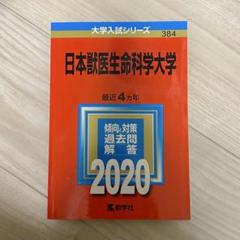 大学入試シリーズ
384
日本獣医生命科学大学
最近4カ年
傾向と対策
過去問
解答
2020
教学社